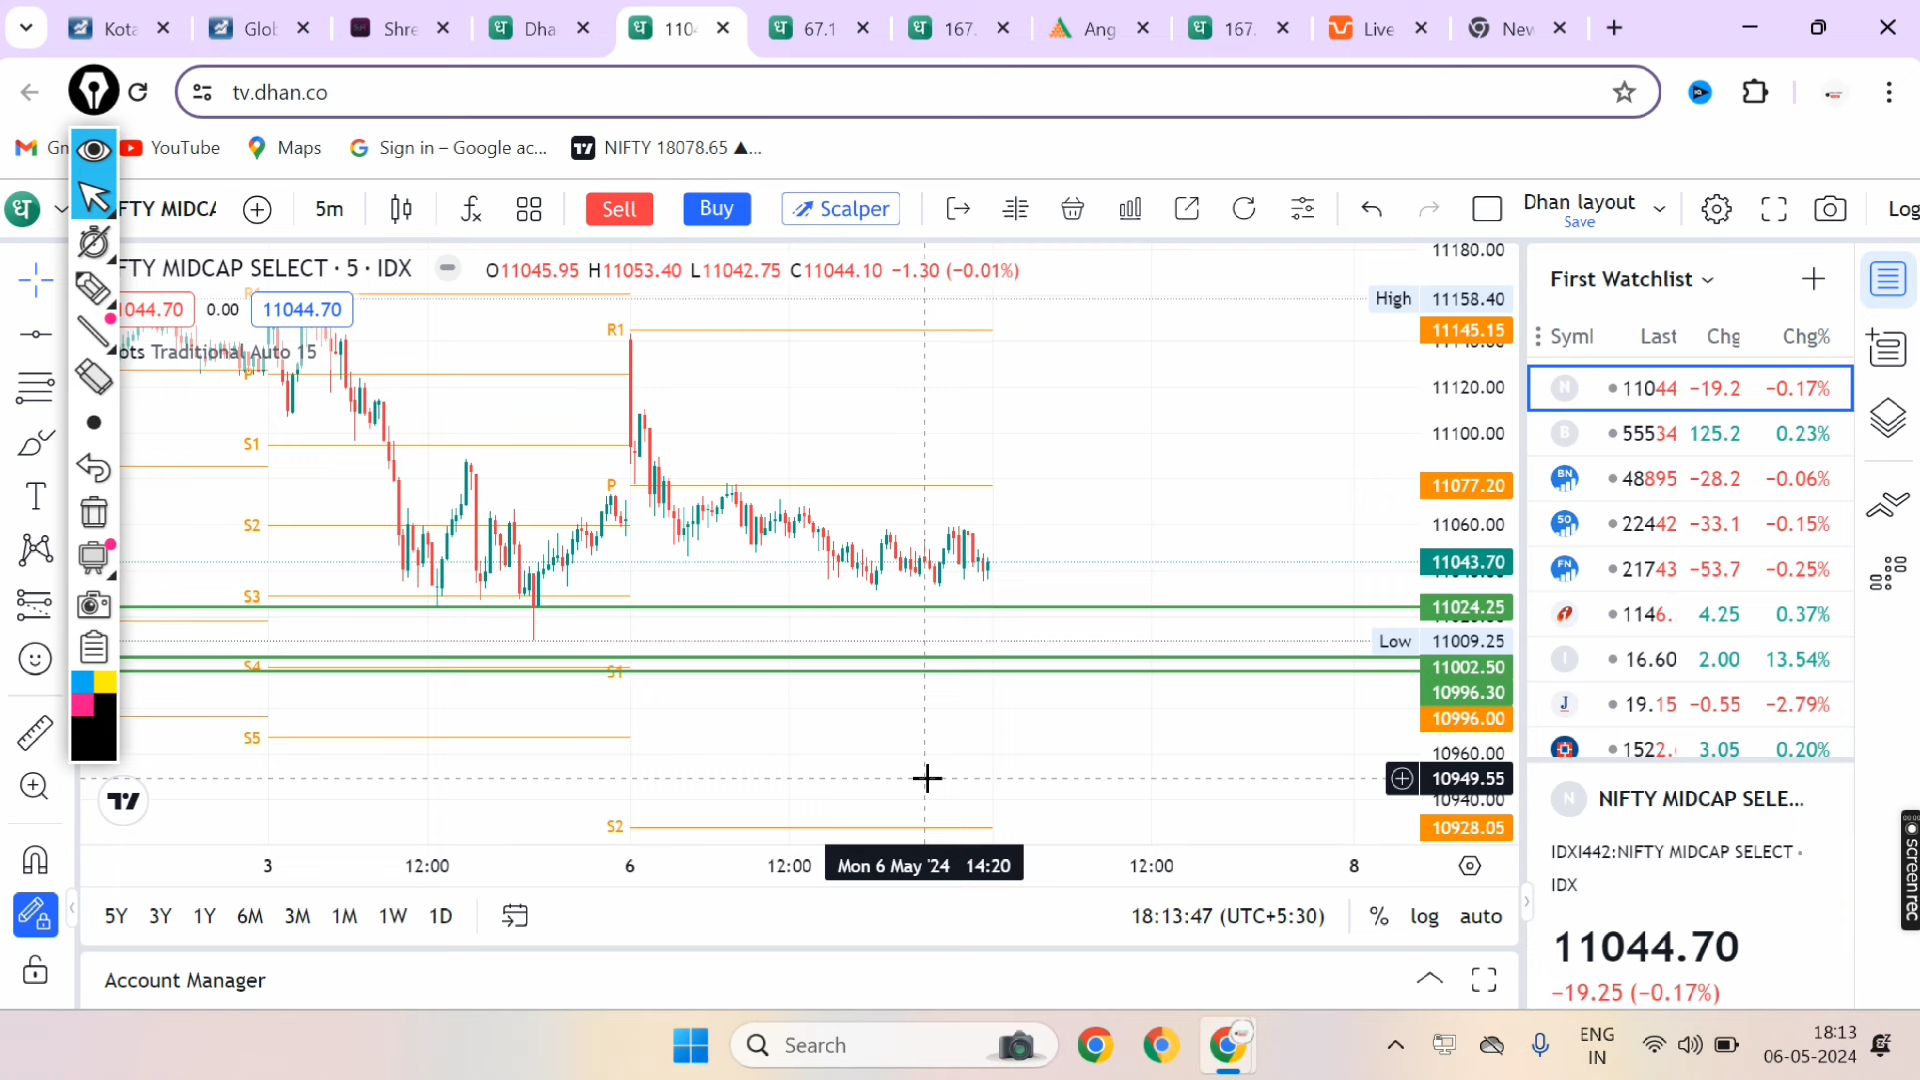 Kota
Glob
Shre
Dha
110
67.1
167.
Ang
167.
Live
New
tv.dhan.co
YouTube
Maps
Sign in – Google ac...
NIFTY 18078.65 ▲...
FTY MIDCA
5m
Sell
Buy
Scalper
Dhan layout
Save
Log
FTY MIDCAP SELECT · 5 · IDX
O11045.95 H11053.40 L11042.75 C11044.10 −1.30 (−0.01%)
044.70
0.00
11044.70
ots Traditional Auto 15
R1
P
S1
S2
S3
S4
S5
S1
S2
11180.00
High 11158.40
11145.15
11120.00
11100.00
11077.20
11060.00
11043.70
11024.25
Low 11009.25
11002.50
10996.30
10996.00
10960.00
10949.55
10940.00
10928.05
3
12:00
6
12:00
Mon 6 May '24 14:20
12:00
8
5Y 3Y 1Y 6M 3M 1M 1W 1D
18:13:47 (UTC+5:30)
% log auto
Account Manager
First Watchlist
Syml Last Chg Chg%
N 11044 −19.2 −0.17%
B 55534 125.2 0.23%
BN 48895 −28.2 −0.06%
50 22442 −33.1 −0.15%
FN 21743 −53.7 −0.25%
1146. 4.25 0.37%
I 16.60 2.00 13.54%
J 19.15 −0.55 −2.79%
1522. 3.05 0.20%
N NIFTY MIDCAP SELE...
IDXI442:NIFTY MIDCAP SELECT •
IDX
11044.70
−19.25 (−0.17%)
screenrec
Search
ENG
IN
18:13
06-05-2024